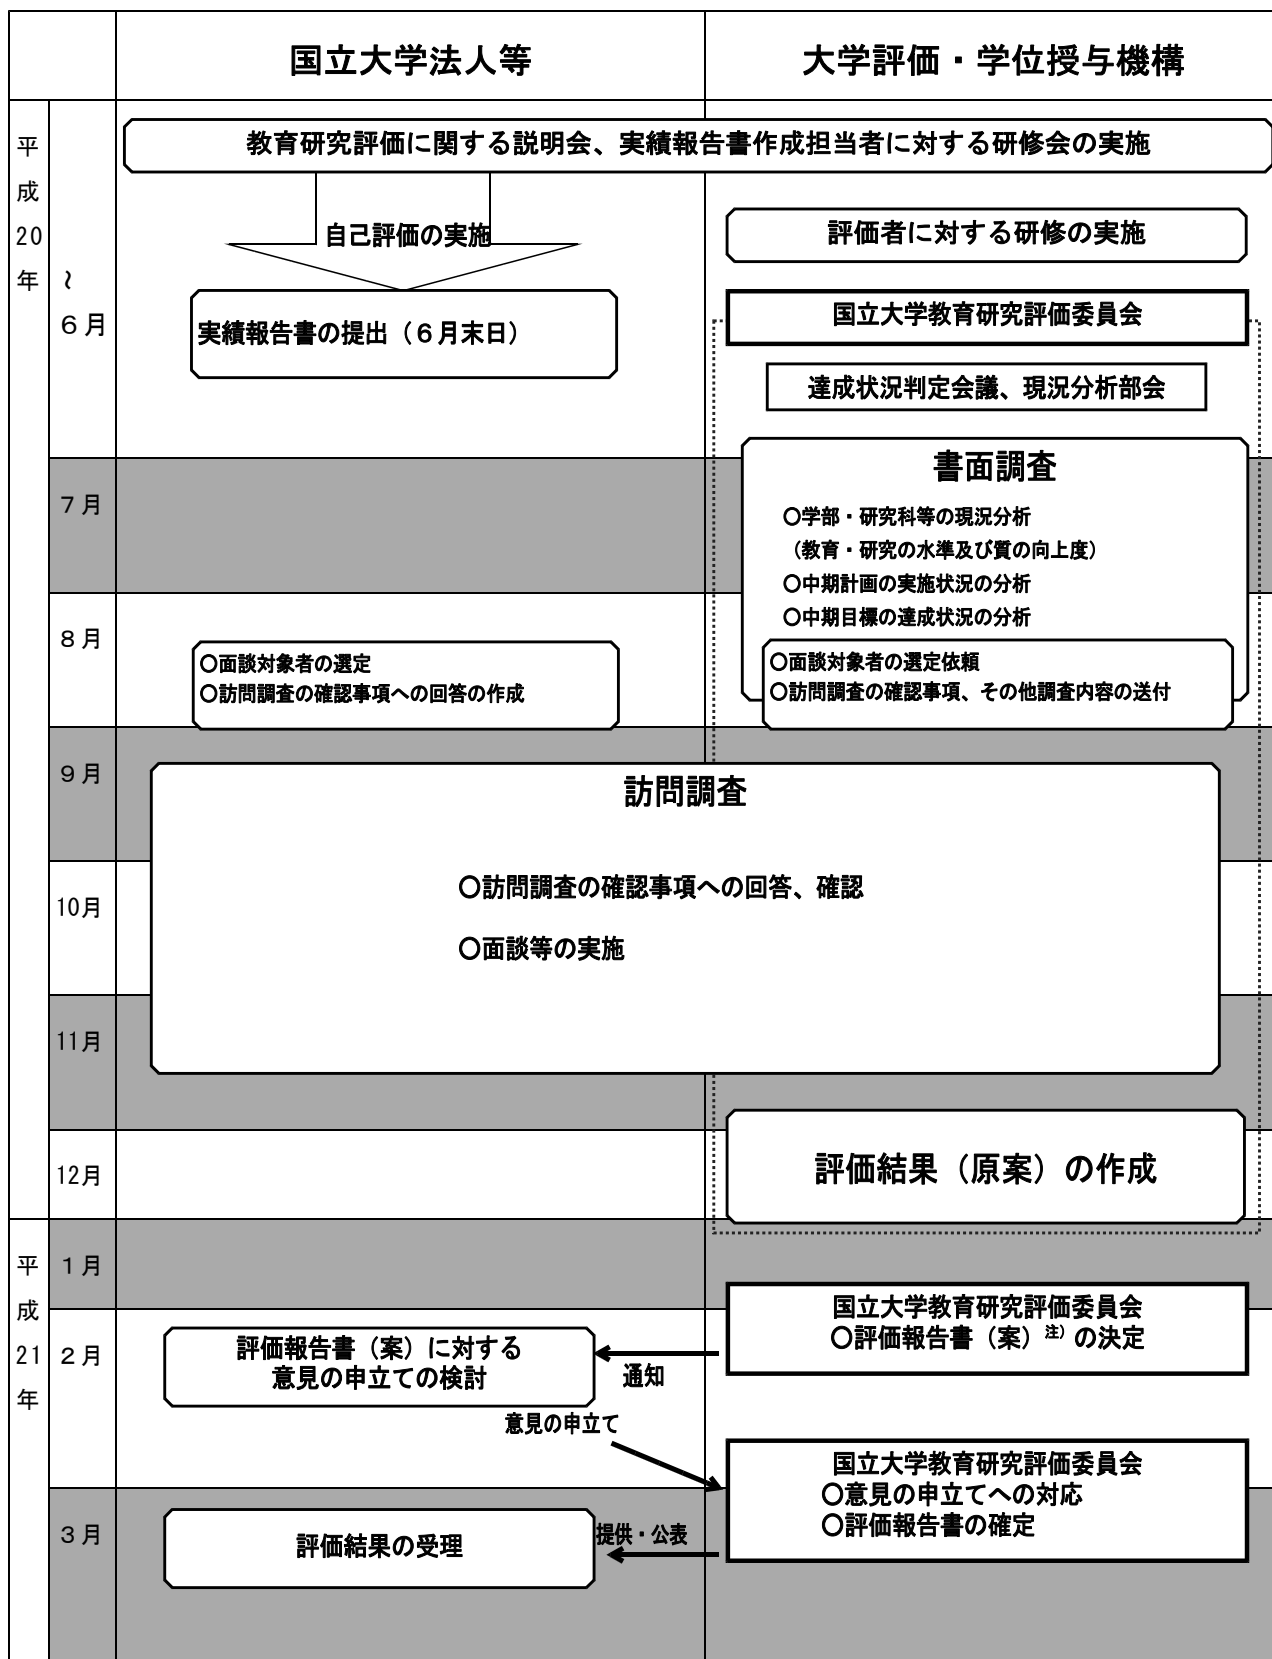 国立大学法人等
大学評価・学位授与機構
平成20年
～６月
教育研究評価に関する説明会、実績報告書作成担当者に対する研修会の実施
自己評価の実施
評価者に対する研修の実施
実績報告書の提出（６月末日）
国立大学教育研究評価委員会
達成状況判定会議、現況分析部会
書面調査
７月
○学部・研究科等の現況分析
（教育・研究の水準及び質の向上度）
○中期計画の実施状況の分析
○中期目標の達成状況の分析
８月
○面談対象者の選定
○訪問調査の確認事項への回答の作成
○面談対象者の選定依頼
○訪問調査の確認事項、その他調査内容の送付
９月
訪問調査
10月
○訪問調査の確認事項への回答、確認
○面談等の実施
11月
12月
評価結果（原案）の作成
平成21年
１月
国立大学教育研究評価委員会
○評価報告書（案）注）の決定
２月
評価報告書（案）に対する
意見の申立ての検討
通知
意見の申立て
国立大学教育研究評価委員会
○意見の申立てへの対応
○評価報告書の確定
３月
評価結果の受理
提供・公表